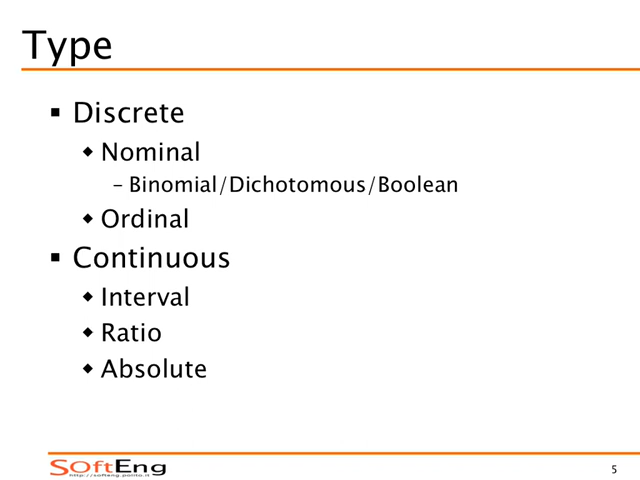 Type
▪ Discrete
◆ Nominal
– Binomial/Dichotomous/Boolean
◆ Ordinal
▪ Continuous
◆ Interval
◆ Ratio
◆ Absolute
SOftEng
http://softeng.polito.it
5